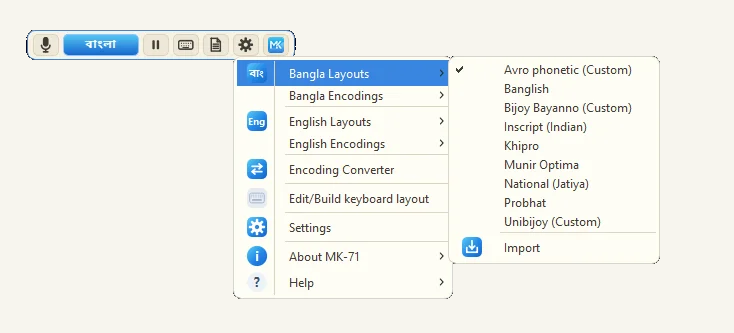 বাংলা
MK
বাং
Bangla Layouts
Bangla Encodings
Eng
English Layouts
English Encodings
Encoding Converter
Edit/Build keyboard layout
Settings
i
About MK-71
?
Help
Avro phonetic (Custom)
Banglish
Bijoy Bayanno (Custom)
Inscript (Indian)
Khipro
Munir Optima
National (Jatiya)
Probhat
Unibijoy (Custom)
Import